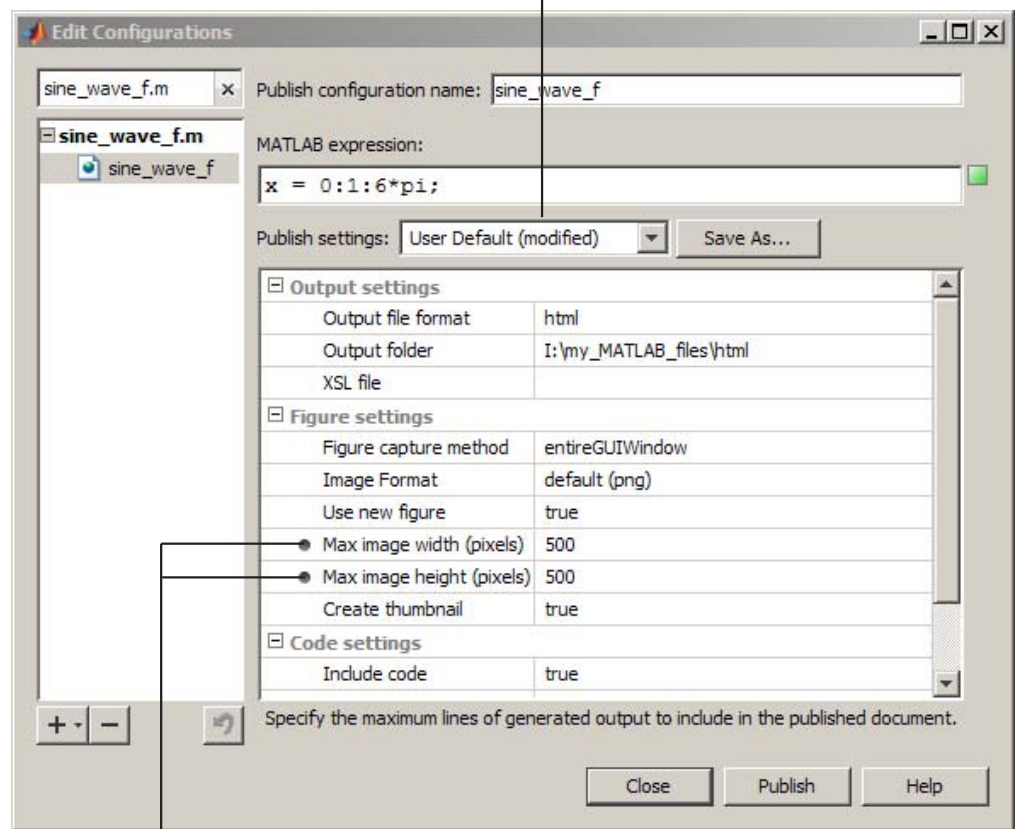 Edit Configurations
sine_wave_f.m
Publish configuration name: sine_wave_f
sine_wave_f.m
sine_wave_f
MATLAB expression:
x = 0:1:6*pi;
Publish settings: User Default (modified) Save As...
Output settings
Output file format html
Output folder I:\my_MATLAB_files\html
XSL file
Figure settings
Figure capture method entireGUIWindow
Image Format default (png)
Use new figure true
Max image width (pixels) 500
Max image height (pixels) 500
Create thumbnail true
Code settings
Include code true
Specify the maximum lines of generated output to include in the published document.
Close Publish Help